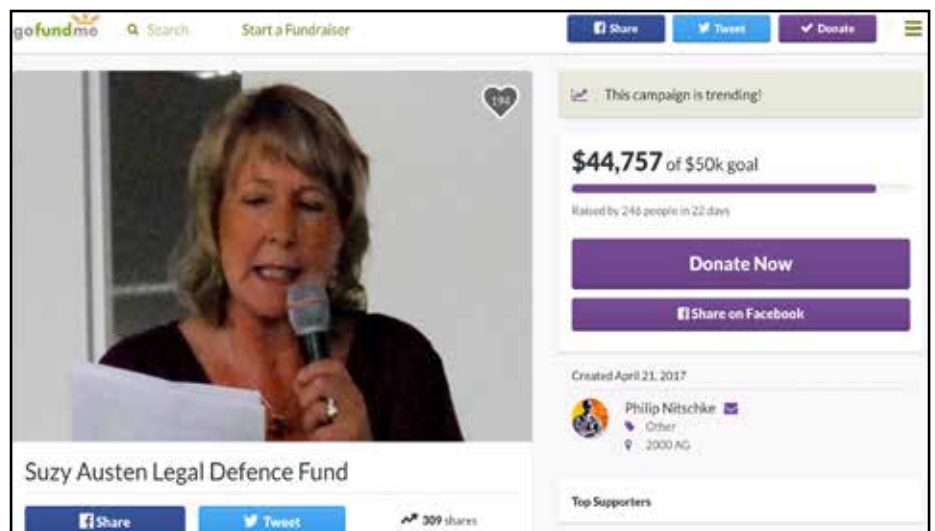 gofundme Search Start a Fundraiser Share Tweet Donate
194
This campaign is trending!
$44,757 of $50k goal
Raised by 246 people in 22 days
Donate Now
Share on Facebook
Created April 21, 2017
Philip Nitschke
Other
2000 AG
Suzy Austen Legal Defence Fund
Share Tweet 309 shares
Top Supporters